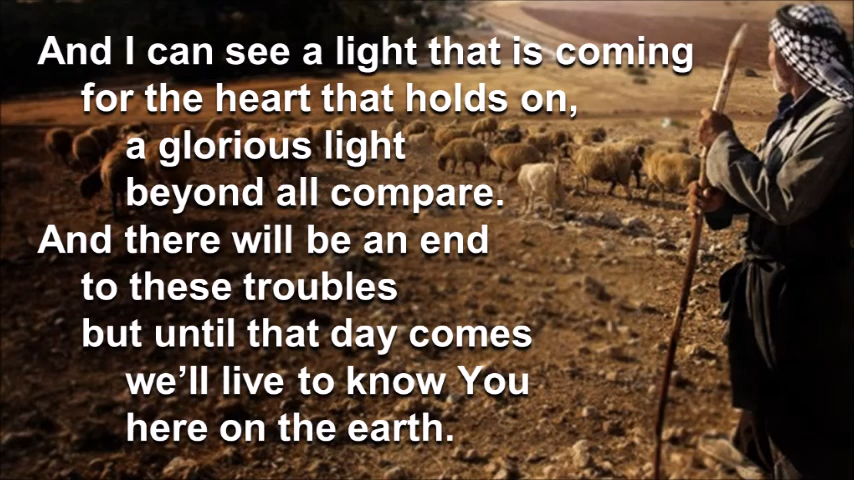 And I can see a light that is coming
for the heart that holds on,
a glorious light
beyond all compare.
And there will be an end
to these troubles
but until that day comes
we’ll live to know You
here on the earth.